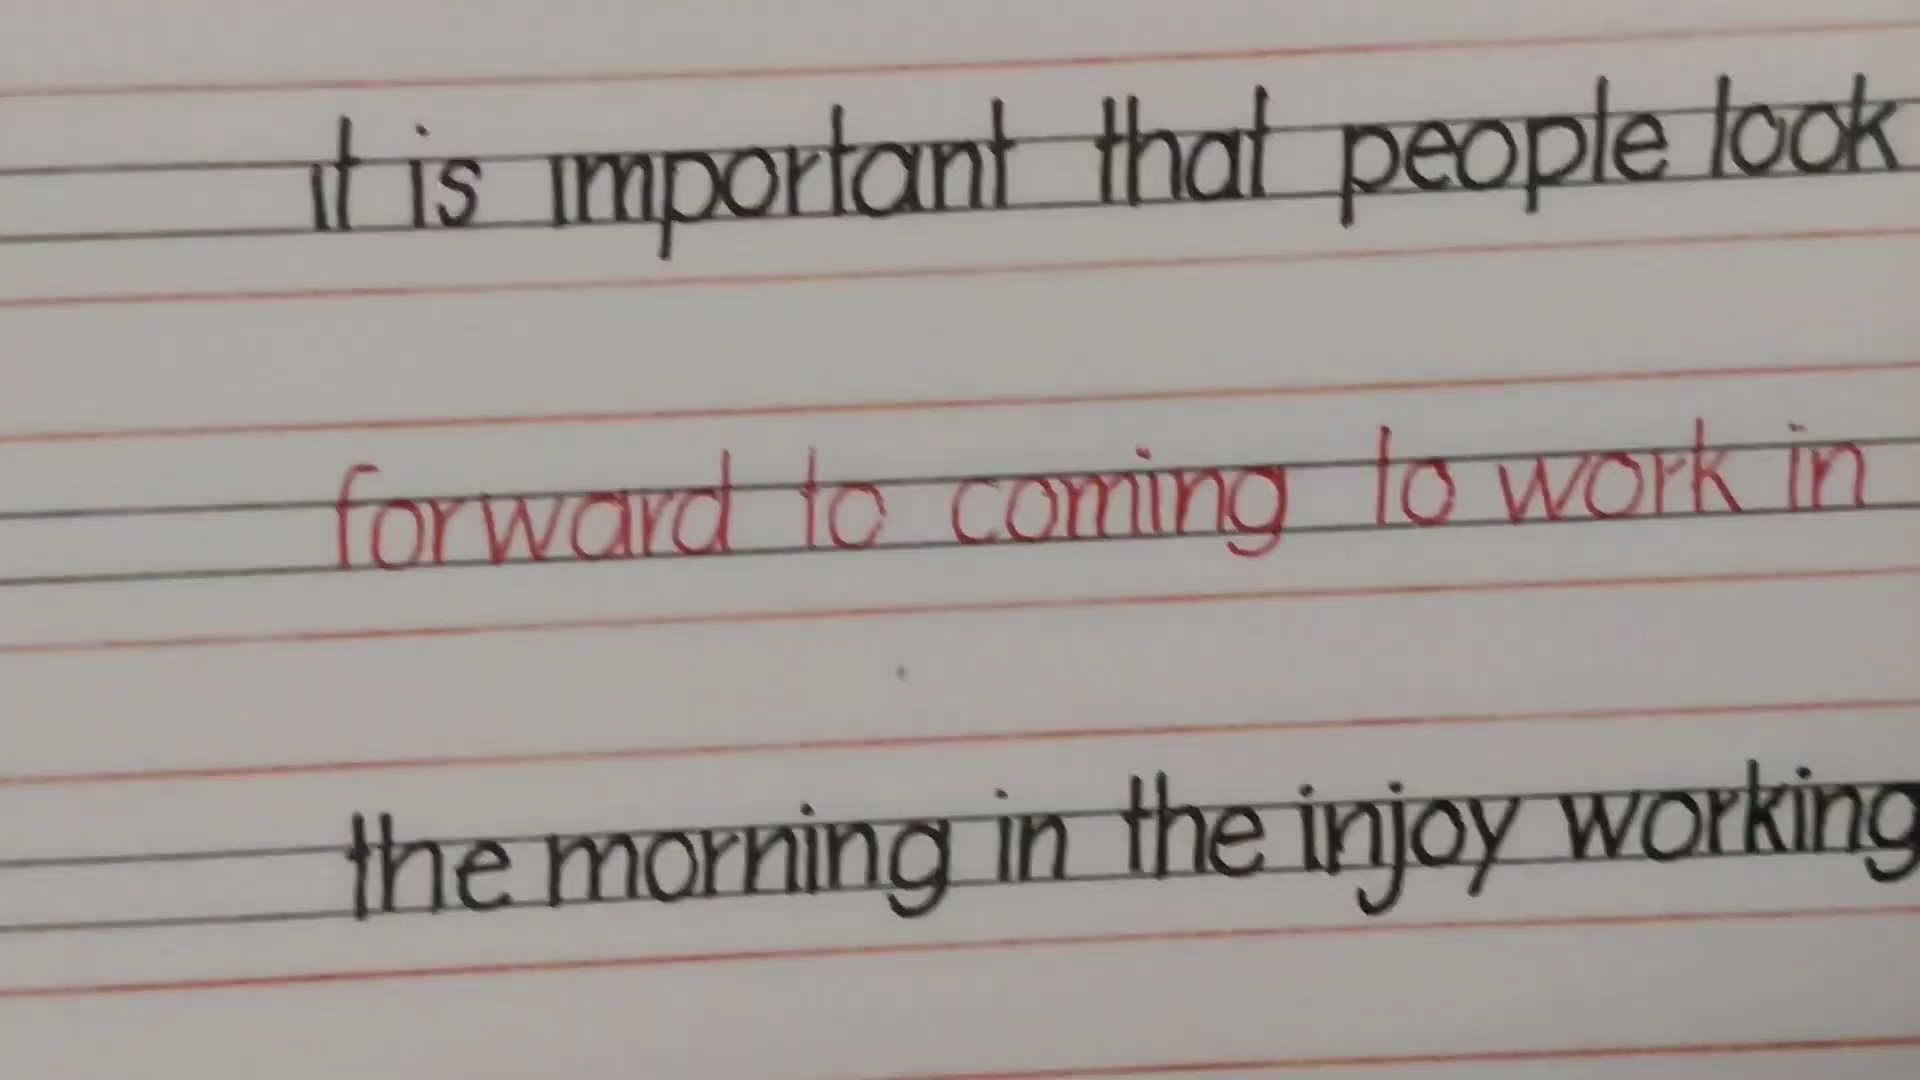 it is important that people look
forward to coming to work in
the morning in the injoy working